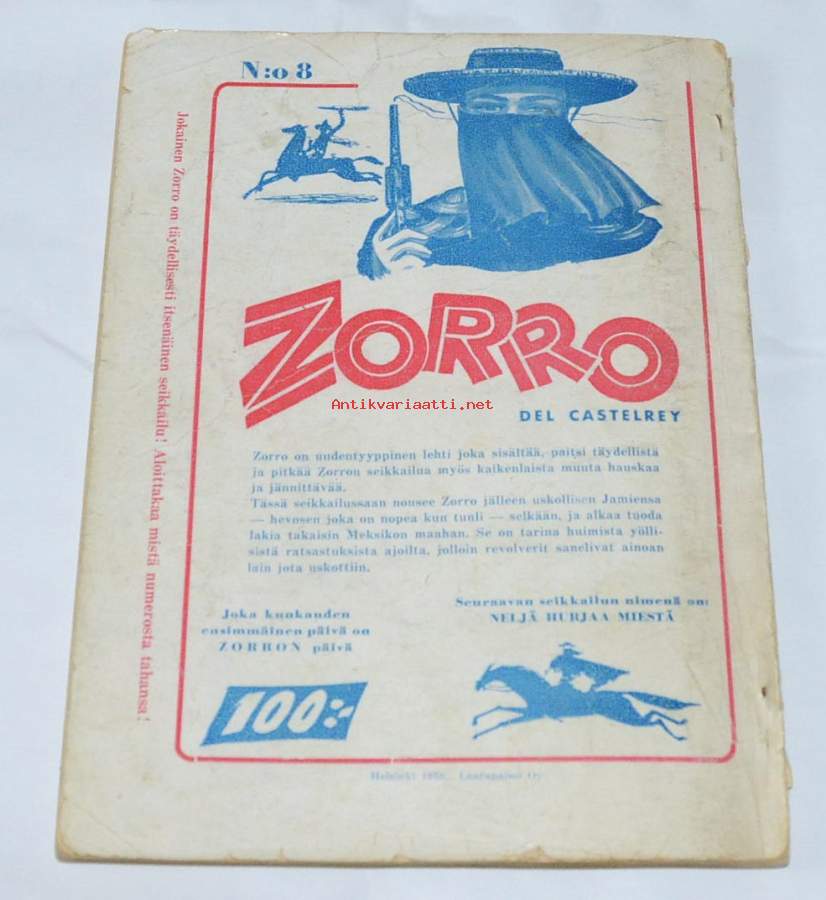 N:o 8
Jokainen Zorro on täydellisesti itsenäinen seikkailu! Aloittakaa mistä numerosta tahansa!
ZORRO
Antikvariaatti.net
DEL CASTELREY
Zorro on uudentyyppinen lehti joka sisältää, paitsi täydellistä
ja pitkää Zorron seikkailua myös kaikenlaista muuta hauskaa
ja jännittävää.
Tässä seikkailussaan nousee Zorro jälleen uskollisen Jamiensa
— hevosen joka on nopea kun tuuli — selkään, ja alkaa tuoda
lakia takaisin Meksikon maahan. Se on tarina huimista yölli-
sistä ratsastuksista ajoilta, jolloin revolverit sanelivat ainoan
lain jota uskottiin.
Joka kuukauden
ensimmäinen päivä on
ZORRON päivä
100:-
Seuraavan seikkailun nimenä on:
NELJÄ HURJAA MIESTÄ
Helsinki Oy